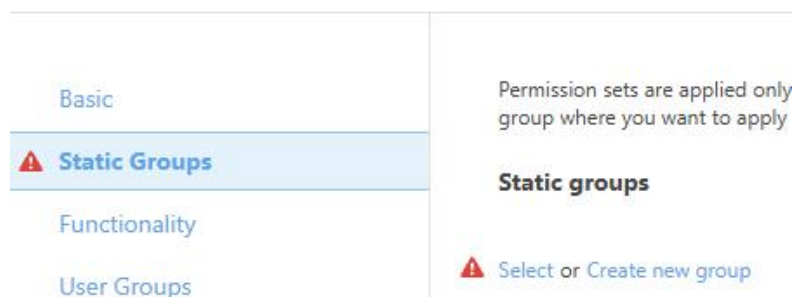 Basic
Static Groups
Functionality
User Groups
Permission sets are applied only
group where you want to apply
Static groups
Select or Create new group